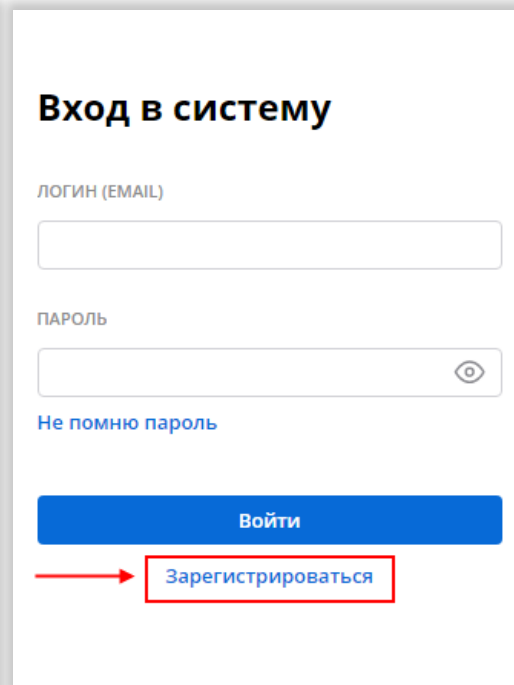 Вход в систему
ЛОГИН (EMAIL)
ПАРОЛЬ
Не помню пароль
Войти
Зарегистрироваться